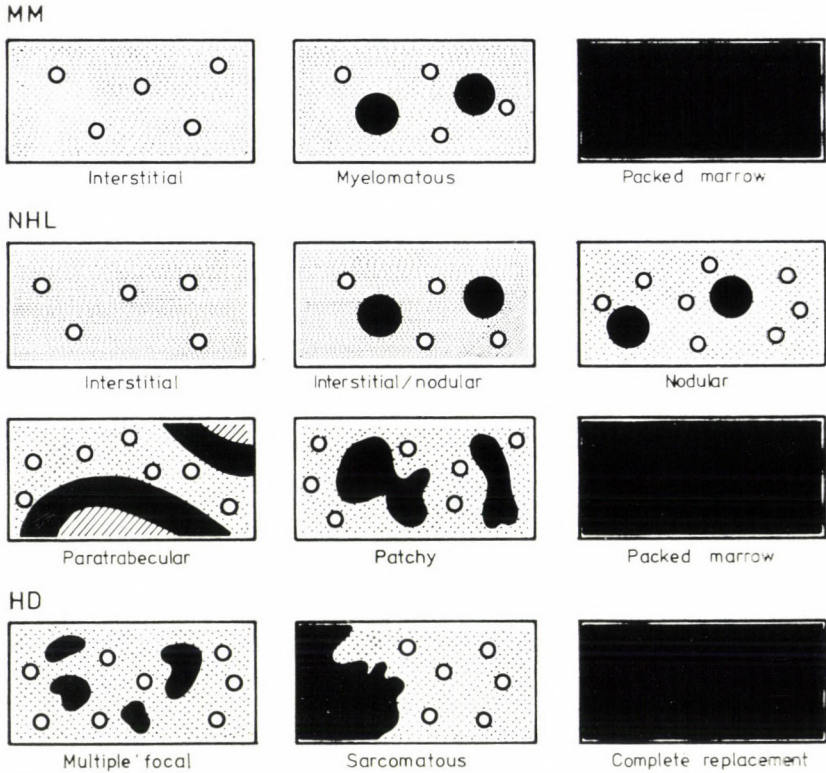 MM
Interstitial Myelomatous Packed marrow
NHL
Interstitial Interstitial/nodular Nodular
Paratrabecular Patchy Packed marrow
HD
Multiple focal Sarcomatous Complete replacement